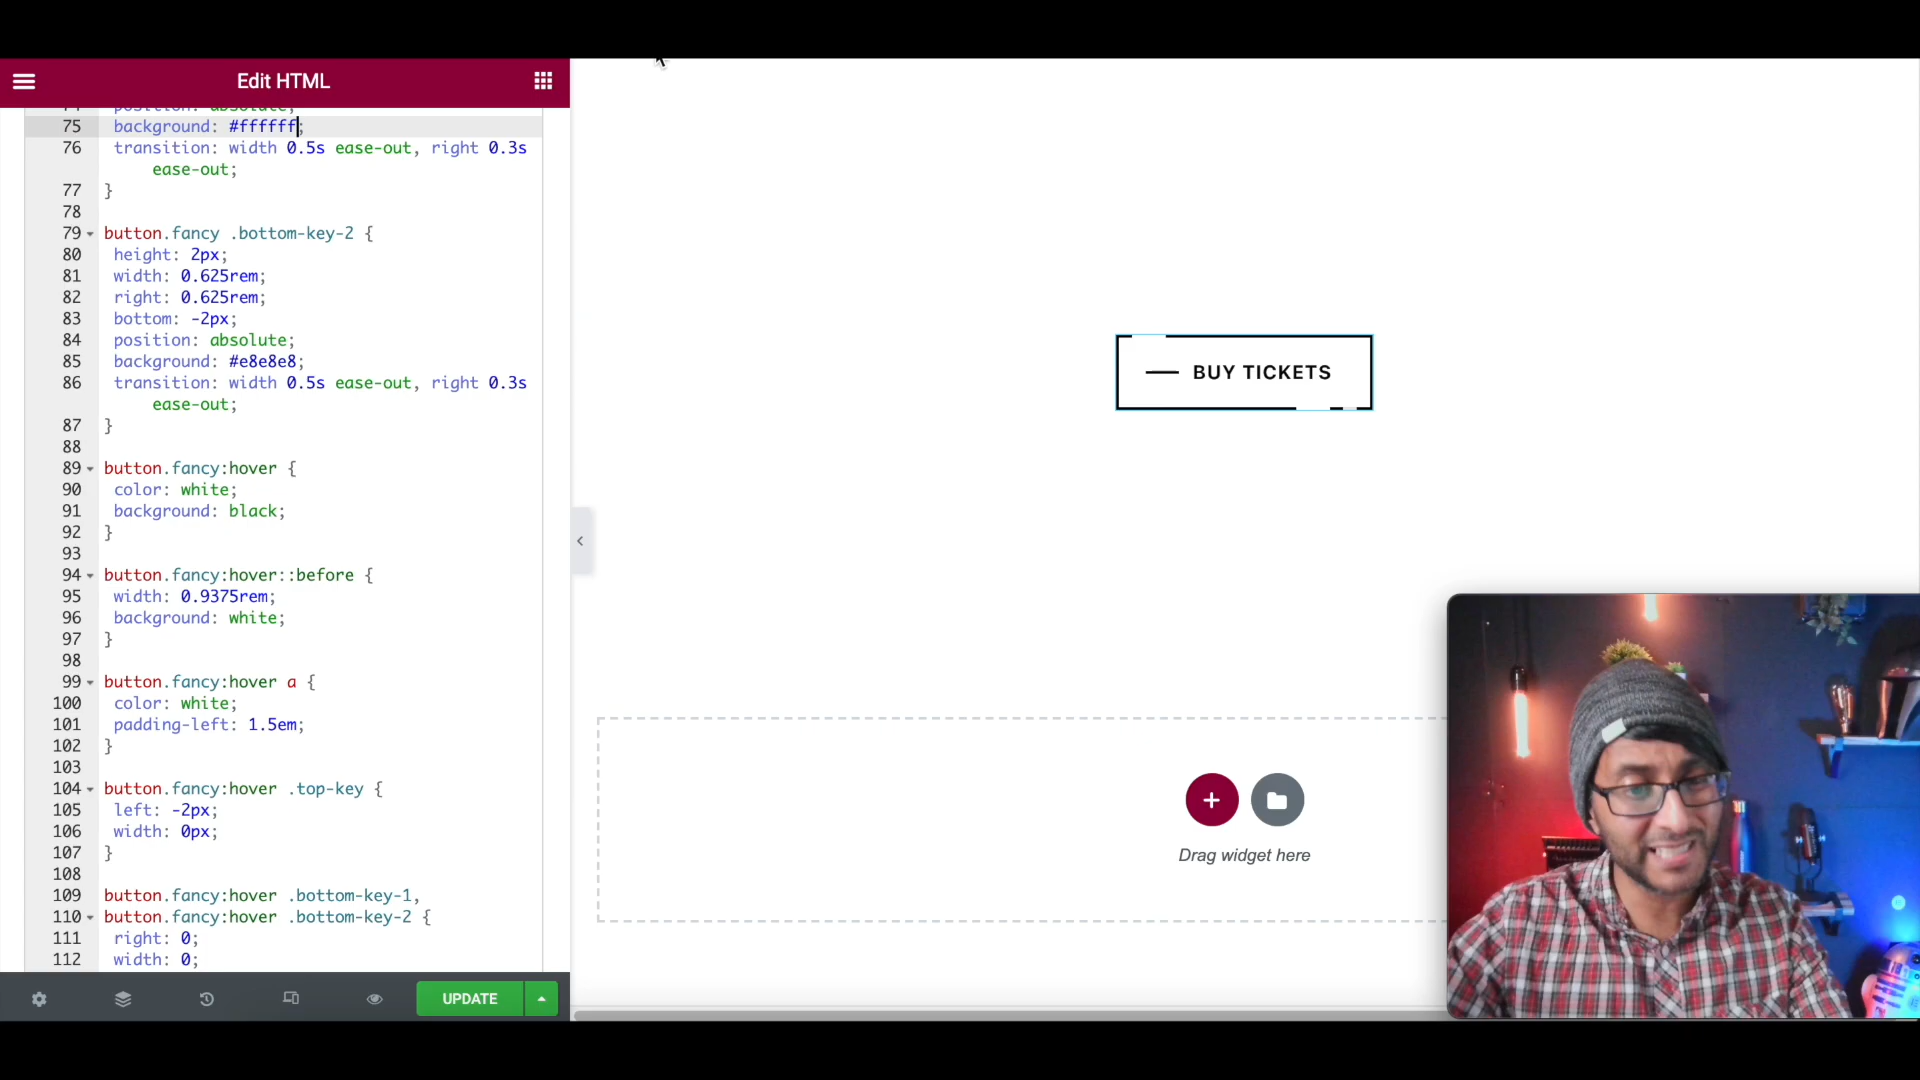 Edit HTML
position: absolute;
75 background: #ffffff;
76 transition: width 0.5s ease-out, right 0.3s
ease-out;
77 }
78
79 button.fancy .bottom-key-2 {
80 height: 2px;
81 width: 0.625rem;
82 right: 0.625rem;
83 bottom: -2px;
84 position: absolute;
85 background: #e8e8e8;
86 transition: width 0.5s ease-out, right 0.3s
ease-out;
87 }
88
89 button.fancy:hover {
90 color: white;
91 background: black;
92 }
93
94 button.fancy:hover::before {
95 width: 0.9375rem;
96 background: white;
97 }
98
99 button.fancy:hover a {
100 color: white;
101 padding-left: 1.5em;
102 }
103
104 button.fancy:hover .top-key {
105 left: -2px;
106 width: 0px;
107 }
108
109 button.fancy:hover .bottom-key-1,
110 button.fancy:hover .bottom-key-2 {
111 right: 0;
112 width: 0;
UPDATE
BUY TICKETS
Drag widget here